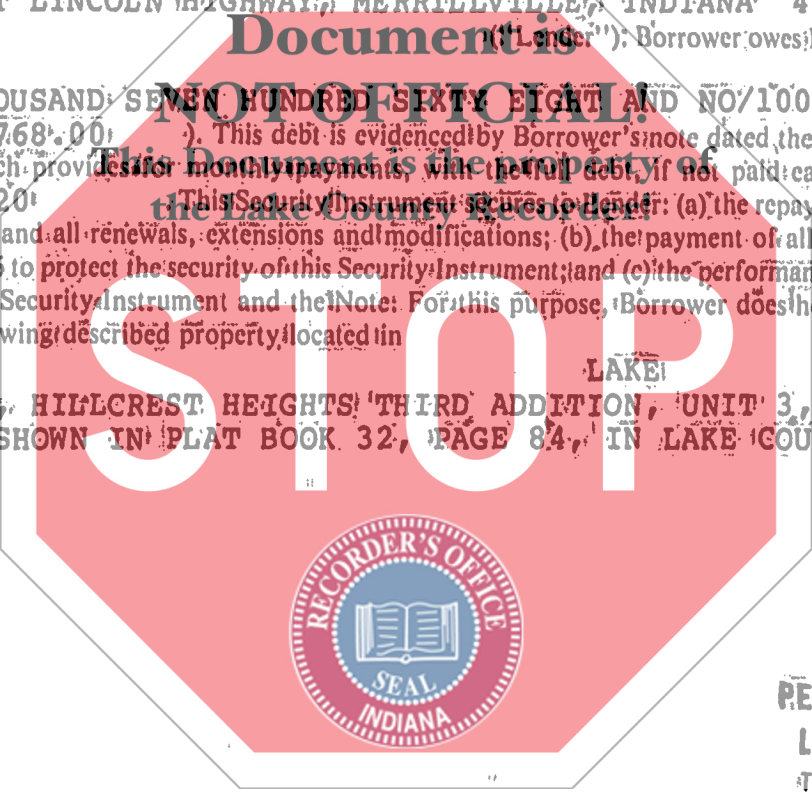 LINCOLN HIGHWAY, MERRILLVILLE, INDIANA 4
Document is
("Lender"). Borrower owes
NOT OFFICIAL!
OUSAND SEVEN HUNDRED SIXTY EIGHT AND NO/100
768.00 ). This debt is evidenced by Borrower's note dated the
This Document is the property of
ch provides for monthly payments, with the full debt, if not paid ea
the Lake County Recorder!
20 This Security Instrument secures to Lender: (a) the repay
and all renewals, extensions and modifications; (b) the payment of all
to protect the security of this Security Instrument; and (c) the performan
Security Instrument and the Note. For this purpose, Borrower does he
wing described property located in
LAKE
STOP
, HILLCREST HEIGHTS THIRD ADDITION, UNIT 3,
SHOWN IN PLAT BOOK 32, PAGE 84, IN LAKE COU
RECORDER'S OFFICE
SEAL
INDIANA
PE
L
T